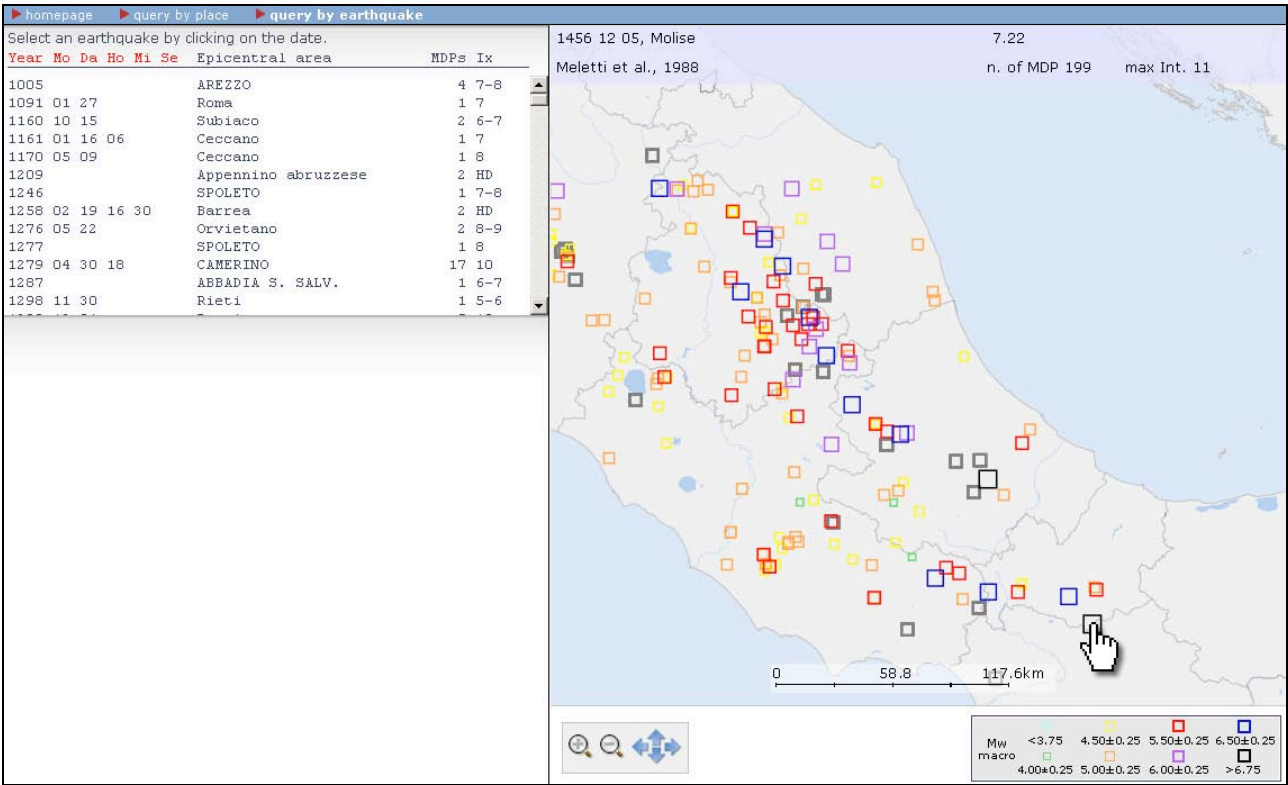 homepage query by place query by earthquake
Select an earthquake by clicking on the date.
Year Mo Da Ho Mi Se Epicentral area MDPs Ix
1005 AREZZO 4 7-8
1091 01 27 Roma 1 7
1160 10 15 Subiaco 2 6-7
1161 01 16 06 Ceccano 1 7
1170 05 09 Ceccano 1 8
1209 Appennino abruzzese 2 HD
1246 SPOLETO 1 7-8
1258 02 19 16 30 Barrea 2 HD
1276 05 22 Orvietano 2 8-9
1277 SPOLETO 1 8
1279 04 30 18 CAMERINO 17 10
1287 ABBADIA S. SALV. 1 6-7
1298 11 30 Rieti 1 5-6
1456 12 05, Molise 7.22
Meletti et al., 1988 n. of MDP 199 max Int. 11
0 58.8 117.6km
Mw macro
<3.75 4.50±0.25 5.50±0.25 6.50±0.25
4.00±0.25 5.00±0.25 6.00±0.25 >6.75